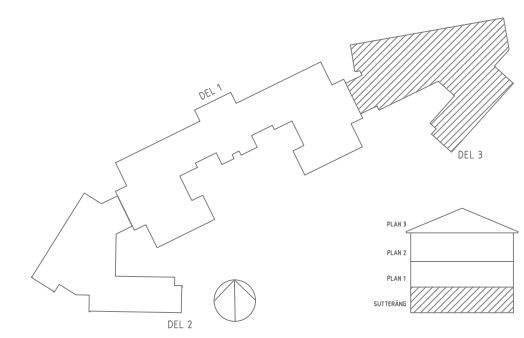 DEL 1
DEL 3
PLAN 3
PLAN 2
PLAN 1
SUTTERÄNG
DEL 2